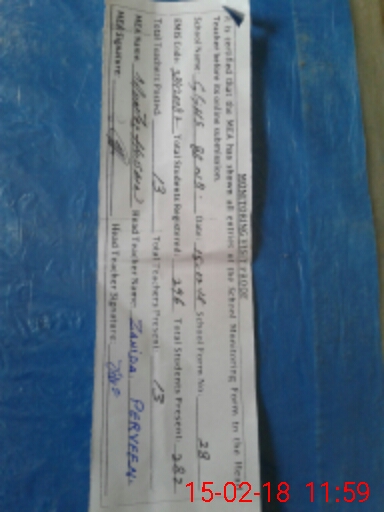 MONITORING VISIT PROOF
It is certified that the MEA has shown all entries of the School Monitoring Form to the Head
Teacher before its online submission.
School Name: Date: School Form No. 28
EMIS Code: Total Students Registered: 296 Total Students Present: 282
Total Teachers Posted 13 Total Teachers Present 13
MEA Name: Head Teacher Name: ZAHIDA PERVEEN
MEA Signature: Head Teacher Signature:
15-02-18 11:59